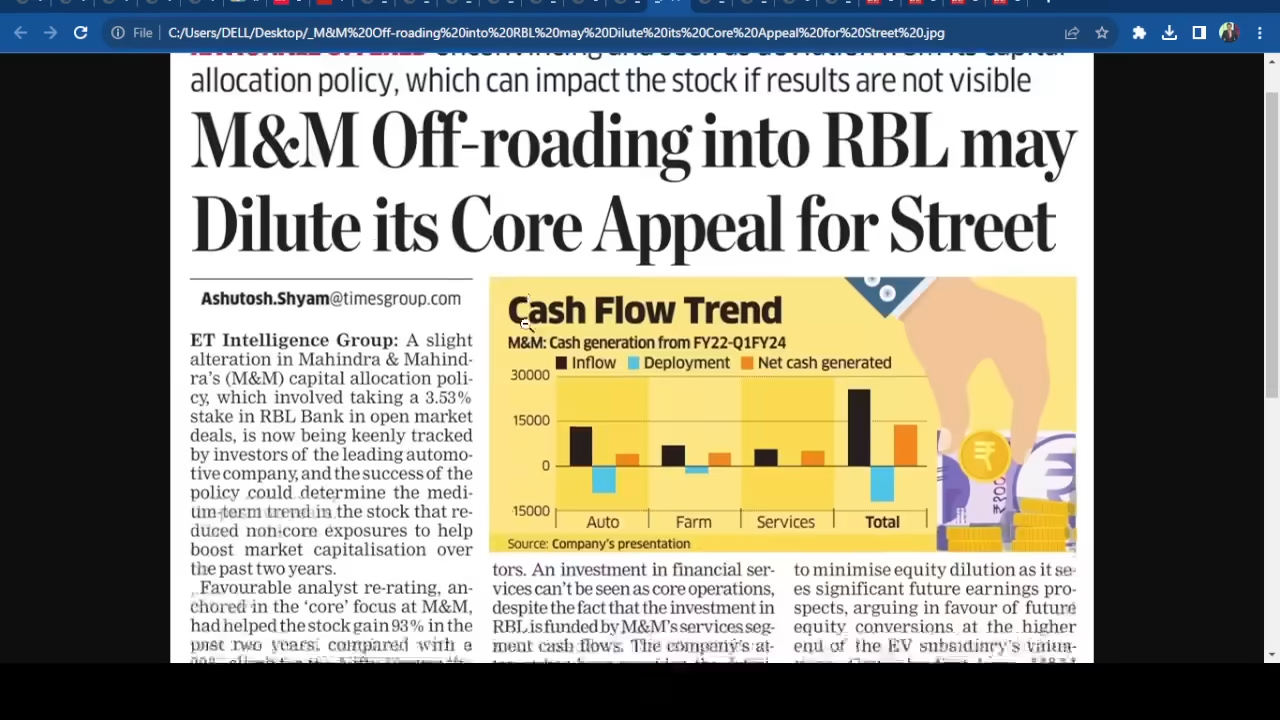 File
C:/Users/DELL/Desktop/_M&M%20Off-roading%20into%20RBL%20may%20Dilute%20its%20Core%20Appeal%20for%20Street%20.jpg
allocation policy, which can impact the stock if results are not visible
M&M Off-roading into RBL may
Dilute its Core Appeal for Street
Ashutosh.Shyam@timesgroup.com
ET Intelligence Group: A slight
alteration in Mahindra & Mahind-
ra's (M&M) capital allocation poli-
cy, which involved taking a 3.53%
stake in RBL Bank in open market
deals, is now being keenly tracked
by investors of the leading automo-
tive company, and the success of the
policy could determine the medi-
um-term trend in the stock that re-
duced non-core exposures to help
boost market capitalisation over
the past two years.
Favourable analyst re-rating, an-
chored in the 'core' focus at M&M,
had helped the stock gain 93% in the
past two years, compared with a
Cash Flow Trend
M&M: Cash generation from FY22-Q1FY24
Inflow Deployment Net cash generated
30000
15000
0
-15000
Auto Farm Services Total
Source: Company's presentation
₹100
tors. An investment in financial ser-
vices can't be seen as core operations,
despite the fact that the investment in
RBL is funded by M&M's services seg-
ment cash flows. The company's at-
to minimise equity dilution as it se-
es significant future earnings pro-
spects, arguing in favour of future
equity conversions at the higher
end of the EV subsidiary's valua-